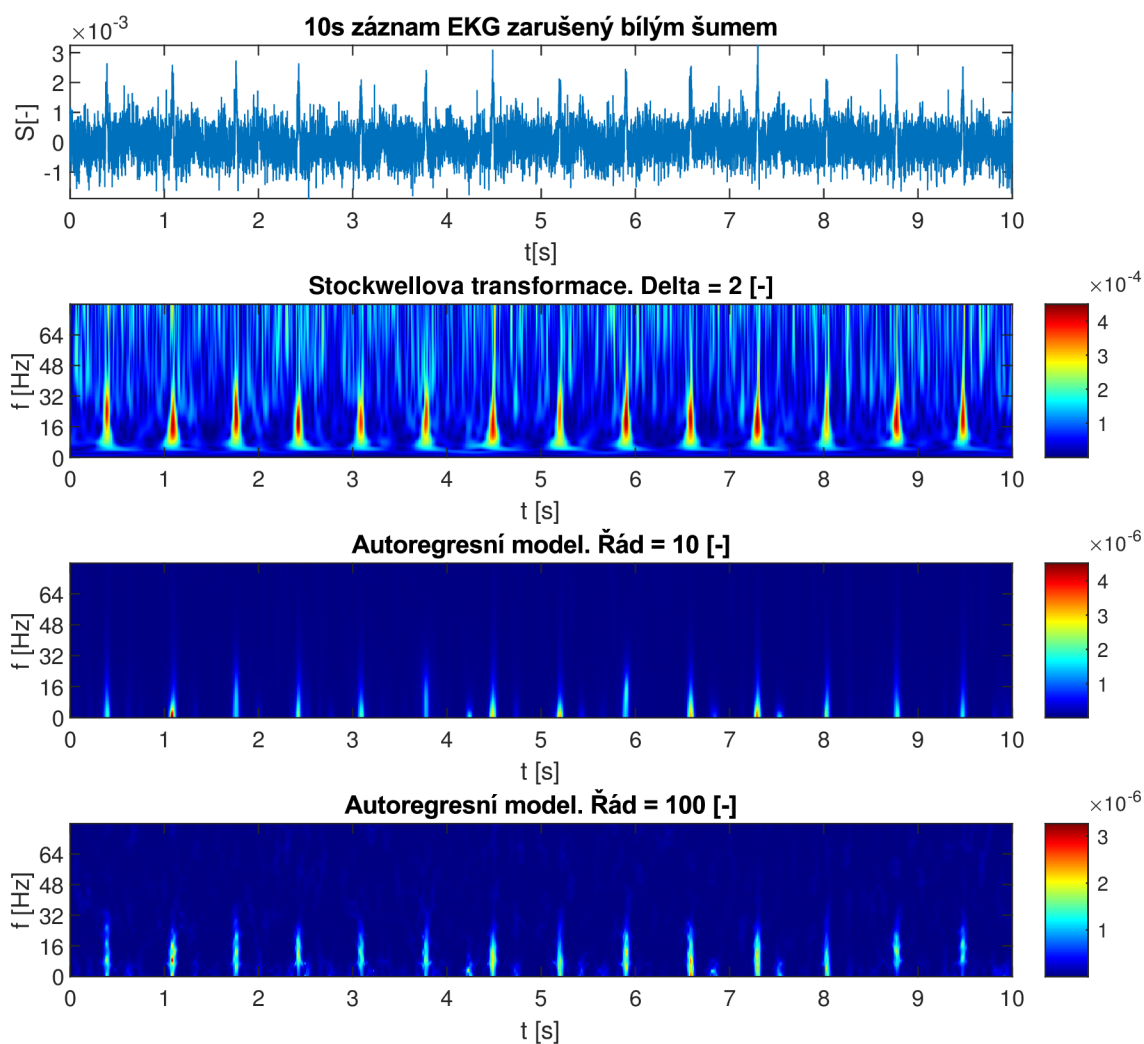 10s záznam EKG zarušený bílým šumem
×10⁻³
3
2
1
0
-1
S[-]
0 1 2 3 4 5 6 7 8 9 10
t[s]
Stockwellova transformace. Delta = 2 [-]
×10⁻⁴
64
48
32
16
0
f [Hz]
4
3
2
1
0 1 2 3 4 5 6 7 8 9 10
t [s]
Autoregresní model. Řád = 10 [-]
×10⁻⁶
64
48
32
16
0
f [Hz]
4
3
2
1
0 1 2 3 4 5 6 7 8 9 10
t [s]
Autoregresní model. Řád = 100 [-]
×10⁻⁶
64
48
32
16
0
f [Hz]
3
2
1
0 1 2 3 4 5 6 7 8 9 10
t [s]